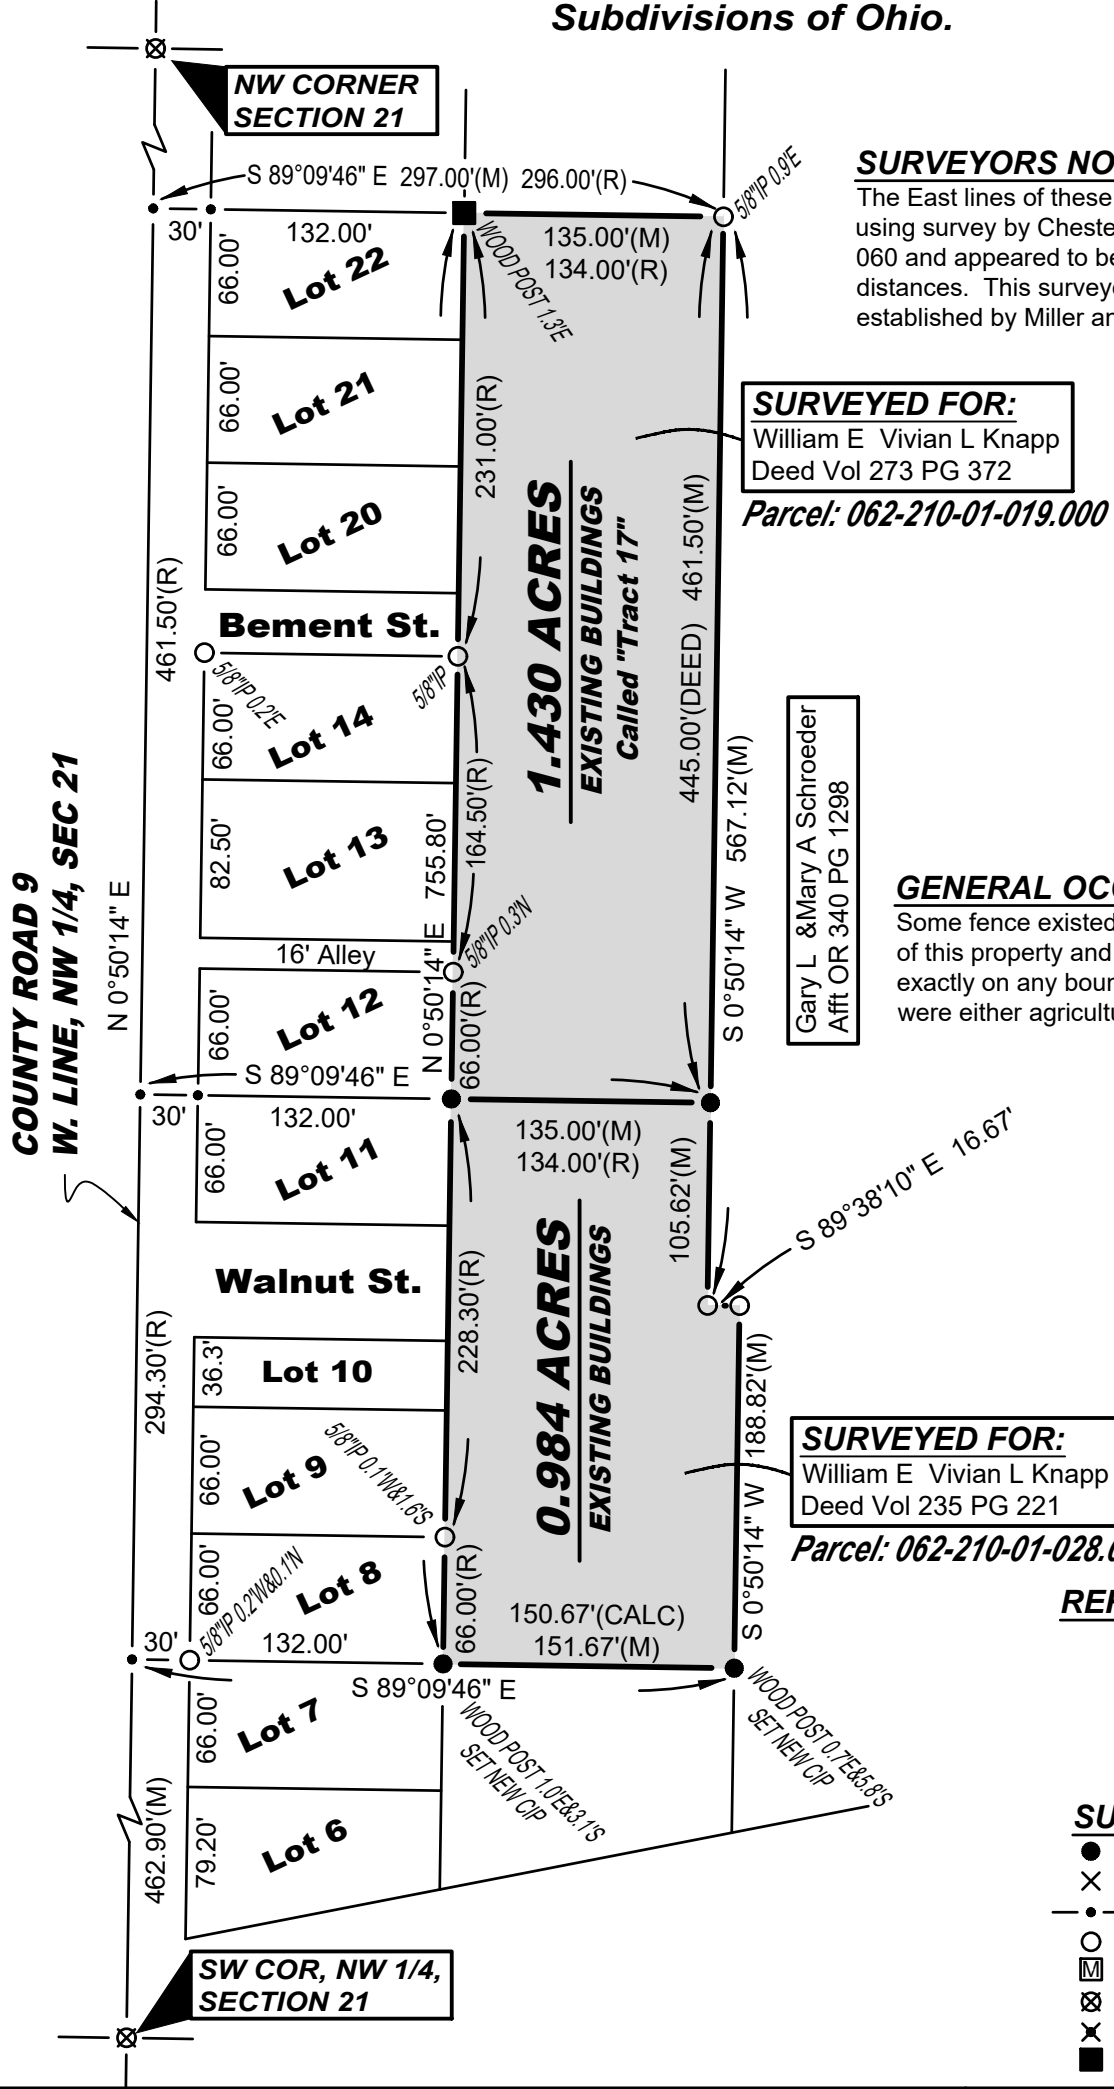 Subdivisions of Ohio.
NW CORNER
SECTION 21
S 89°09'46" E 297.00'(M) 296.00'(R)
5/8"IP 0.9'E
SURVEYORS NO
The East lines of these
using survey by Cheste
060 and appeared to be
distances. This surveyo
established by Miller an
30'
132.00'
WOOD POST 1.3'E
135.00'(M)
134.00'(R)
66.00'
Lot 22
66.00'
Lot 21
231.00'(R)
SURVEYED FOR:
William E Vivian L Knapp
Deed Vol 273 PG 372
Parcel: 062-210-01-019.000
66.00'
Lot 20
1.430 ACRES
EXISTING BUILDINGS
Called "Tract 17"
445.00'(DEED) 461.50'(M)
461.50'(R)
Bement St.
5/8"IP 0.2'E
5/8"IP
66.00'
Lot 14
164.50'(R)
82.50'
Lot 13
N 0°50'14" E 755.80'
S 0°50'14" W 567.12'(M)
Gary L &Mary A Schroeder
Afft OR 340 PG 1298
COUNTY ROAD 9
W. LINE, NW 1/4, SEC 21
N 0°50'14" E
GENERAL OCC
Some fence existed
of this property and
exactly on any boun
were either agricultu
16' Alley
5/8"IP 0.3'N
66.00'
Lot 12
66.00'(R)
S 89°09'46" E
30'
132.00'
135.00'(M)
134.00'(R)
66.00'
Lot 11
105.62'(M)
S 89°38'10" E 16.67'
Walnut St.
228.30'(R)
0.984 ACRES
EXISTING BUILDINGS
294.30'(R)
36.3'
Lot 10
66.00'
Lot 9
5/8"IP 0.1'W&1.6'S
S 0°50'14" W 188.82'(M)
SURVEYED FOR:
William E Vivian L Knapp
Deed Vol 235 PG 221
Parcel: 062-210-01-028.0
REF
66.00'
Lot 8
5/8"IP 0.2'W&0.1'N
66.00'(R)
150.67'(CALC)
151.67'(M)
30'
132.00'
S 89°09'46" E
66.00'
Lot 7
WOOD POST 1.0'E&3.1'S
SET NEW CIP
WOOD POST 0.7'E&5.8'S
SET NEW CIP
462.90'(M)
79.20'
Lot 6
SU
M
SW COR, NW 1/4,
SECTION 21